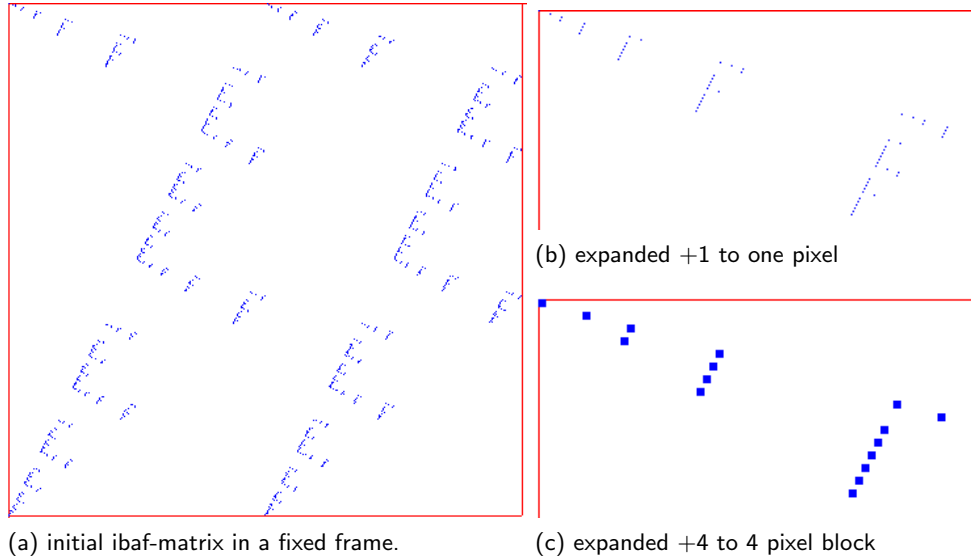 (b) expanded +1 to one pixel
(a) initial ibaf-matrix in a fixed frame.
(c) expanded +4 to 4 pixel block